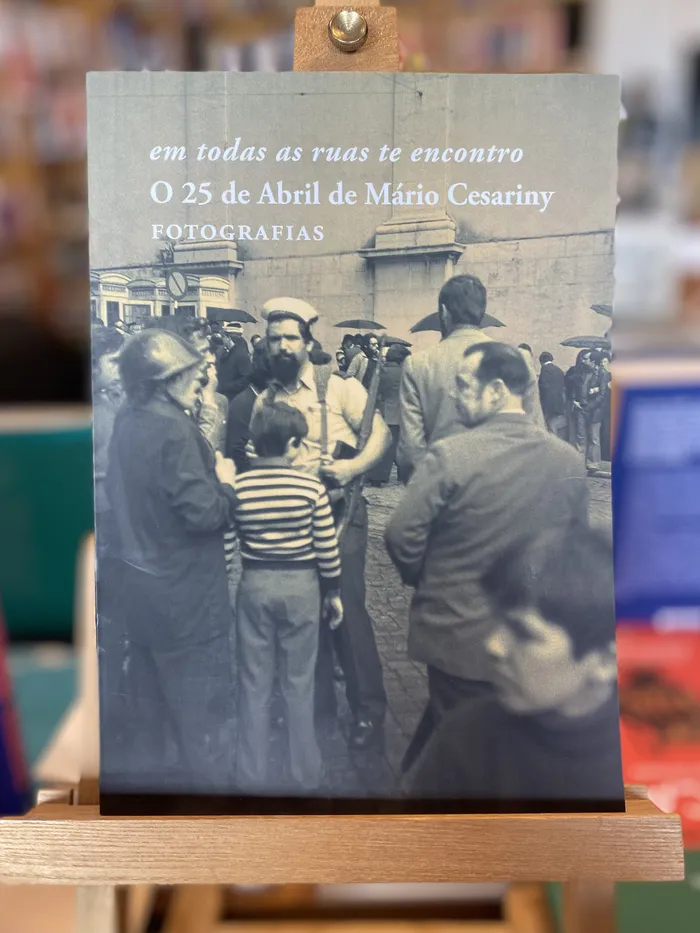 em todas as ruas te encontro
O 25 de Abril de Mário Cesariny
FOTOGRAFIAS